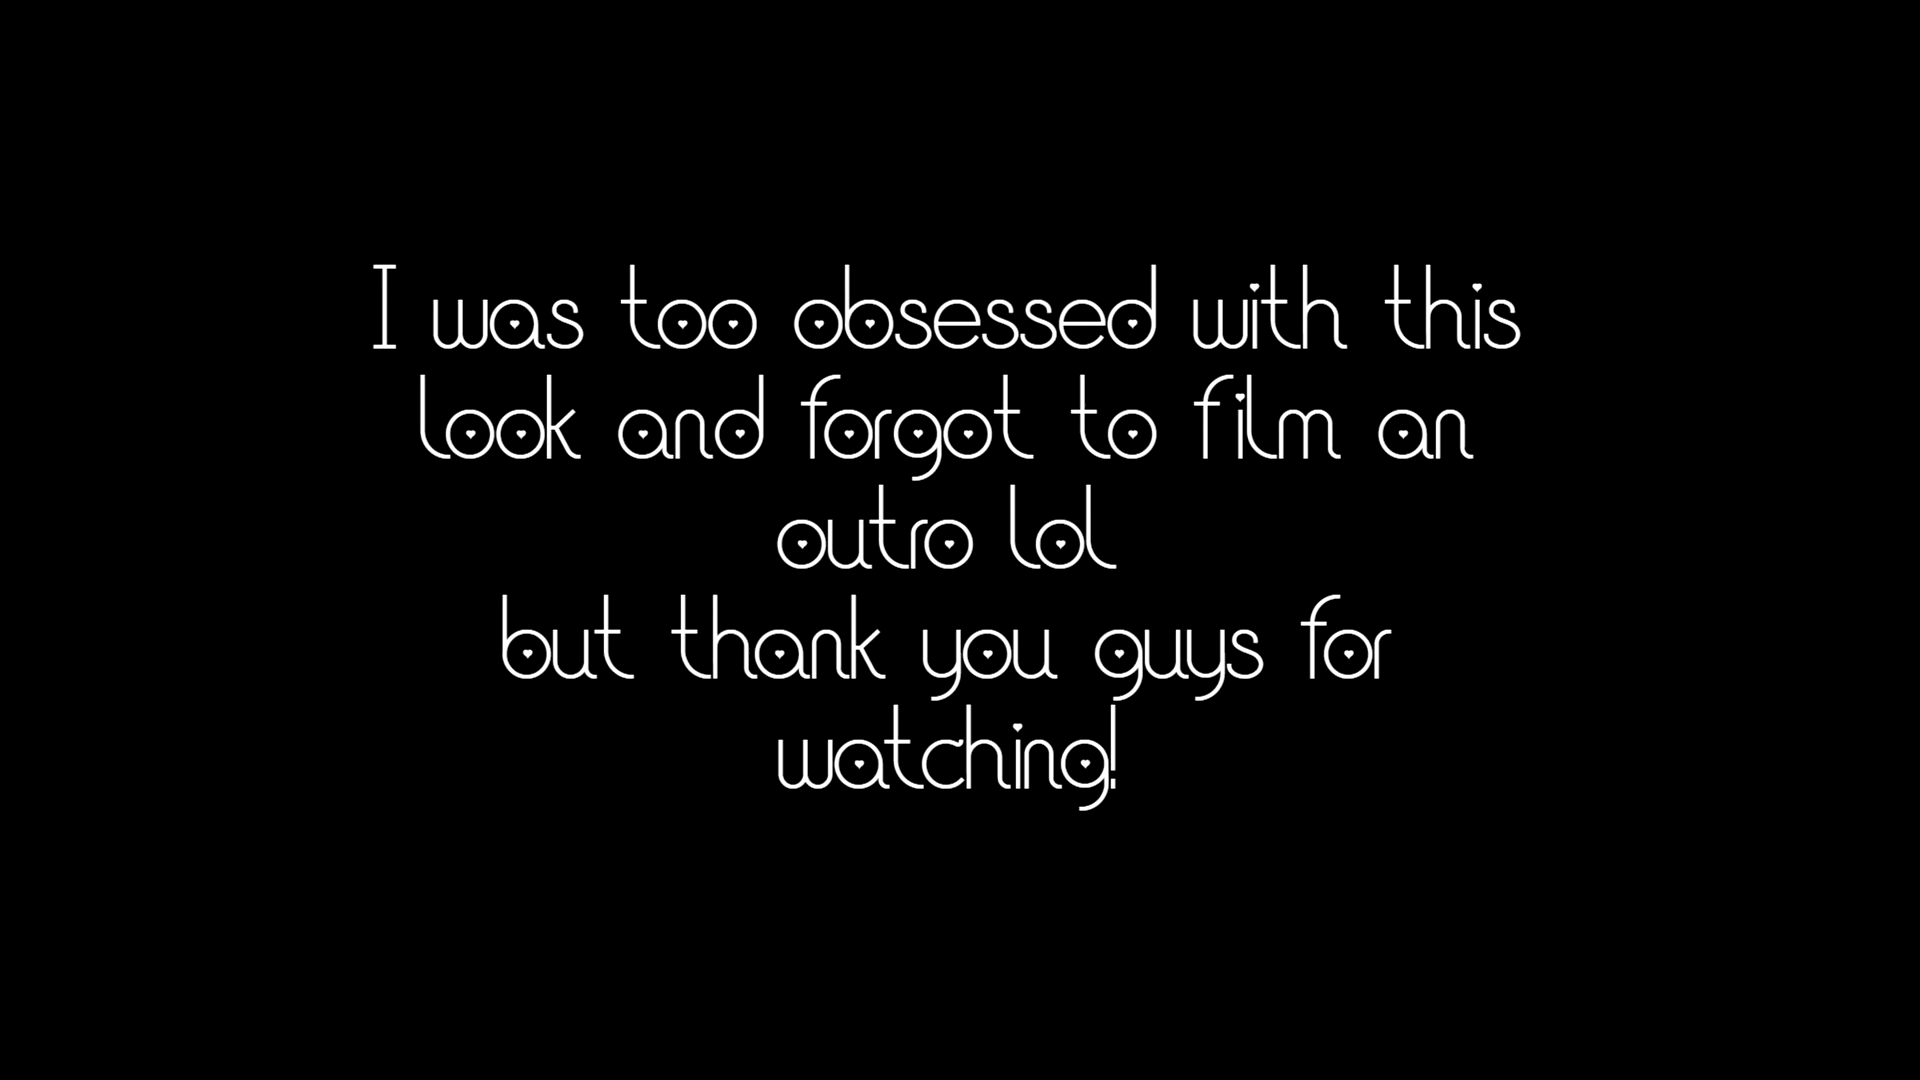 I was too obsessed with this
look and forgot to film an
outro lol
but thank you guys for
watching!